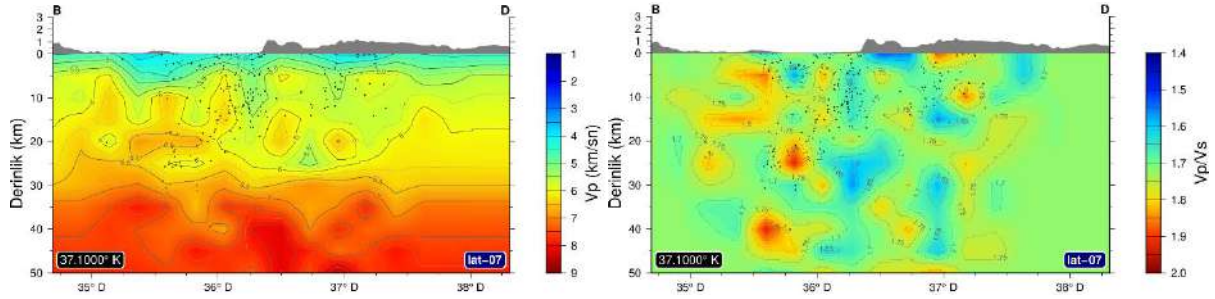 B
D
3
2
1
0
10
20
30
40
50
Derinlik (km)
37.1000° K
lat-07
35° D
36° D
37° D
38° D
1
2
3
4
5
6
7
8
9
Vp (km/sn)
B
D
3
2
1
0
10
20
30
40
50
Derinlik (km)
37.1000° K
lat-07
35° D
36° D
37° D
38° D
1.4
1.5
1.6
1.7
1.8
1.9
2.0
Vp/Vs